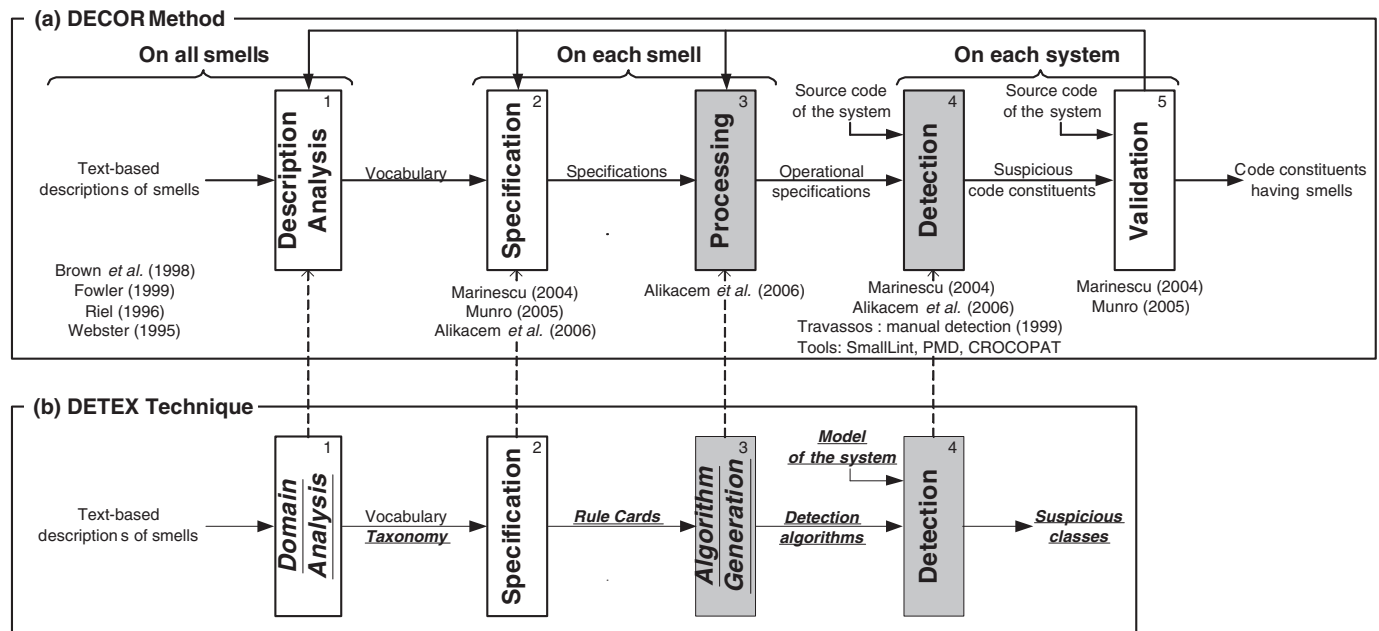 (a) DECOR Method
On all smells
On each smell
On each system
Text-based
descriptions of smells
1
Description
Analysis
Vocabulary
2
Specification
Specifications
3
Processing
Operational
specifications
Source code
of the system
4
Detection
Suspicious
code constituents
Source code
of the system
5
Validation
Code constituents
having smells
Brown et al. (1998)
Fowler (1999)
Riel (1996)
Webster (1995)
Marinescu (2004)
Munro (2005)
Alikacem et al. (2006)
Alikacem et al. (2006)
Marinescu (2004)
Alikacem et al. (2006)
Travassos : manual detection (1999)
Tools: SmallLint, PMD, CROCOPAT
Marinescu (2004)
Munro (2005)
(b) DETEX Technique
Text-based
descriptions of smells
1
Domain
Analysis
Vocabulary
Taxonomy
2
Specification
Rule Cards
3
Algorithm
Generation
Detection
algorithms
Model
of the system
4
Detection
Suspicious
classes